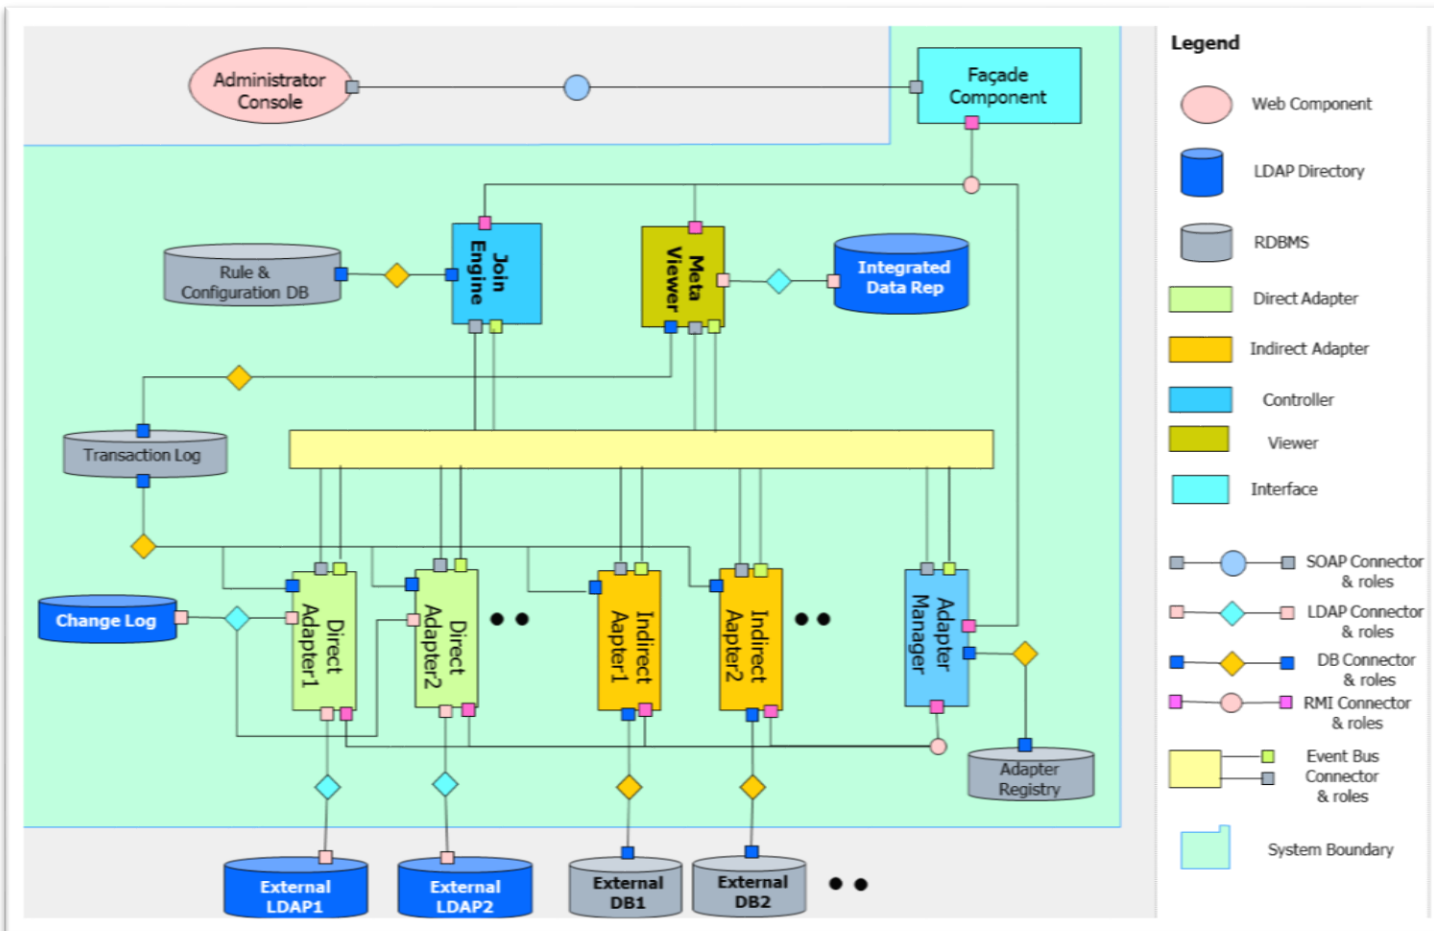 Administrator
Console
Façade
Component
Rule &
Configuration DB
Join
Engine
Meta
Viewer
Integrated
Data Rep
Transaction Log
Change Log
Direct
Adapter1
Direct
Adapter2
Indirect
Aapter1
Indirect
Aapter2
Adapter
Manager
Adapter
Registry
External
LDAP1
External
LDAP2
External
DB1
External
DB2
Legend
Web Component
LDAP Directory
RDBMS
Direct Adapter
Indirect Adapter
Controller
Viewer
Interface
SOAP Connector
& roles
LDAP Connector
& roles
DB Connector
& roles
RMI Connector
& roles
Event Bus
Connector
& roles
System Boundary